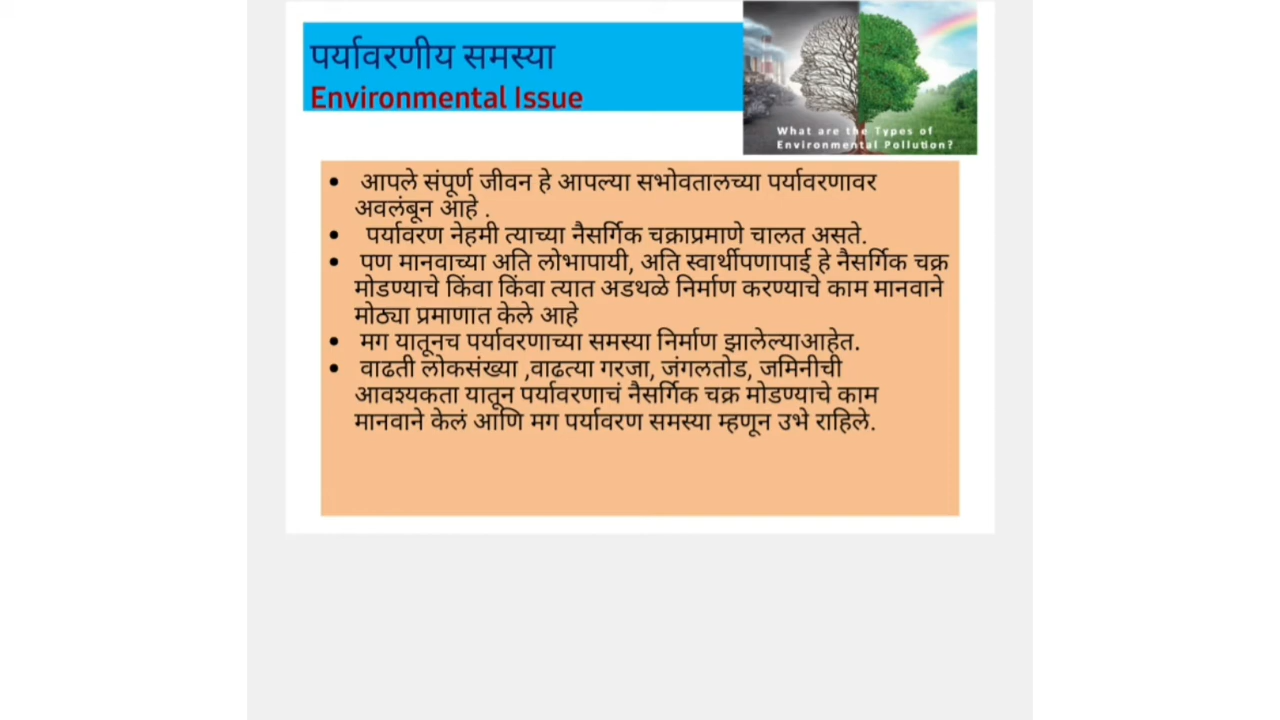 पर्यावरणीय समस्या
Environmental Issue
What are the Types of
Environmental Pollution?
• आपले संपूर्ण जीवन हे आपल्या सभोवतालच्या पर्यावरणावर
अवलंबून आहे .
• पर्यावरण नेहमी त्याच्या नैसर्गिक चक्राप्रमाणे चालत असते.
• पण मानवाच्या अति लोभापायी, अति स्वार्थीपणापाई हे नैसर्गिक चक्र
मोडण्याचे किंवा किंवा त्यात अडथळे निर्माण करण्याचे काम मानवाने
मोठ्या प्रमाणात केले आहे
• मग यातूनच पर्यावरणाच्या समस्या निर्माण झालेल्याआहेत.
• वाढती लोकसंख्या ,वाढत्या गरजा, जंगलतोड, जमिनीची
आवश्यकता यातून पर्यावरणाचं नैसर्गिक चक्र मोडण्याचे काम
मानवाने केलं आणि मग पर्यावरण समस्या म्हणून उभे राहिले.